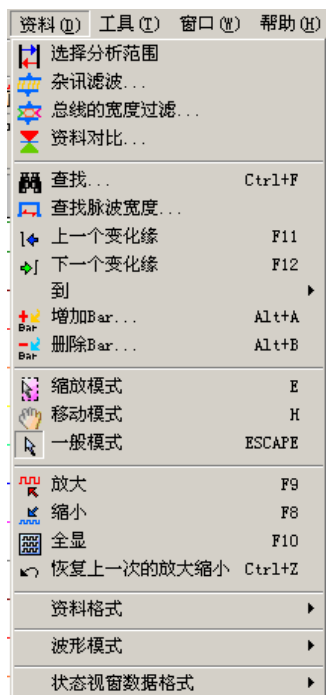 资料(D) 工具(T) 窗口(W) 帮助(H)
选择分析范围
杂讯滤波...
总线的宽度过滤...
资料对比...
查找... Ctrl+F
查找脉波宽度...
上一个变化缘 F11
下一个变化缘 F12
到
Bar 增加Bar... Alt+A
Bar 删除Bar... Alt+B
缩放模式 E
移动模式 H
一般模式 ESCAPE
放大 F9
缩小 F8
全显 F10
恢复上一次的放大缩小 Ctrl+Z
资料格式
波形模式
状态视窗数据格式